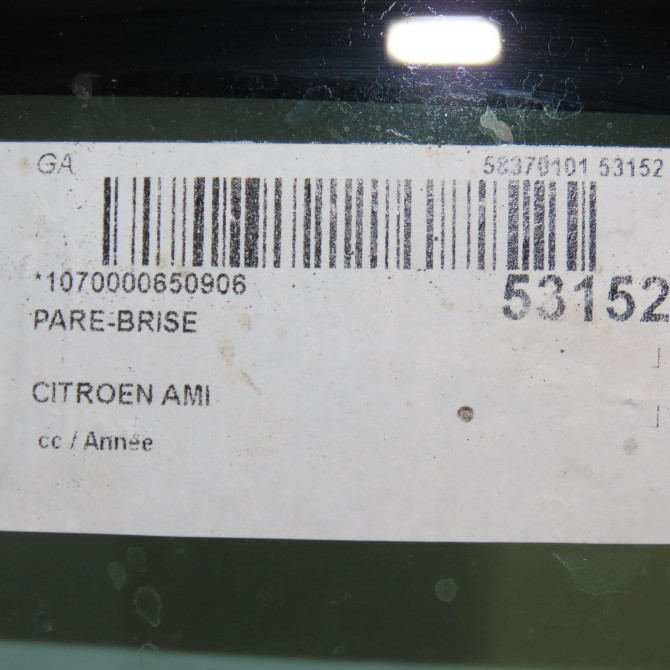 GA 58370101 53152
*1070000650906
53152
PARE-BRISE
CITROEN AMI
cc / Année